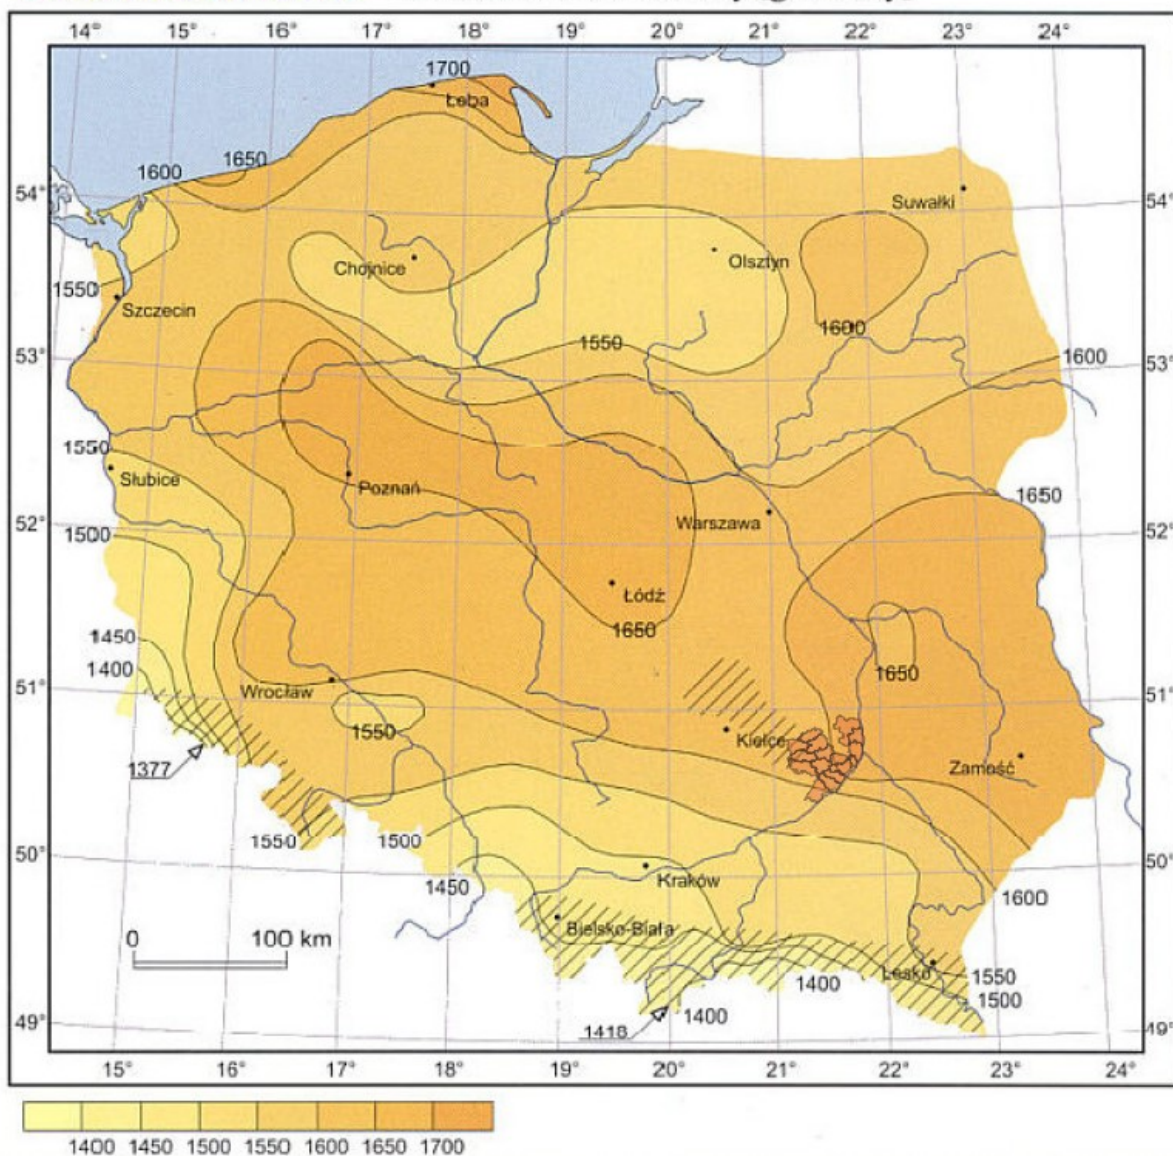 14° 15° 16° 17° 18° 19° 20° 21° 22° 23° 24°
1700
Łeba
1600
1650
54°
54°
Suwałki
Chojnice
Olsztyn
1550
Szczecin
1600
1550
53°
53°
1600
1550
Słubice
Poznań
1650
Warszawa
52°
52°
1500
Łódź
1650
1450
1650
1400
51°
51°
Wrocław
1550
Kielce
Zamość
1377
1550
1500
50°
50°
1450
Kraków
1600
Bielsko-Biała
0 100 km
Lesko
1550
1400
1500
49°
49°
1418
1400
15° 16° 17° 18° 19° 20° 21° 22° 23° 24°
1400 1450 1500 1550 1600 1650 1700